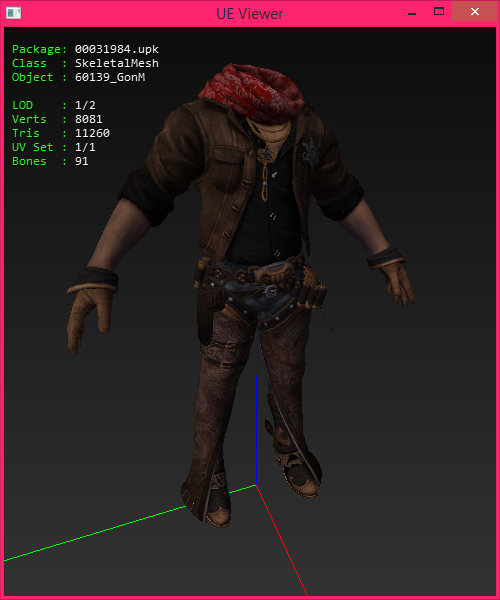 UE Viewer
Package: 00031984.upk
Class : SkeletalMesh
Object : 60139_GonM
LOD : 1/2
Verts : 8081
Tris : 11260
UV Set : 1/1
Bones : 91